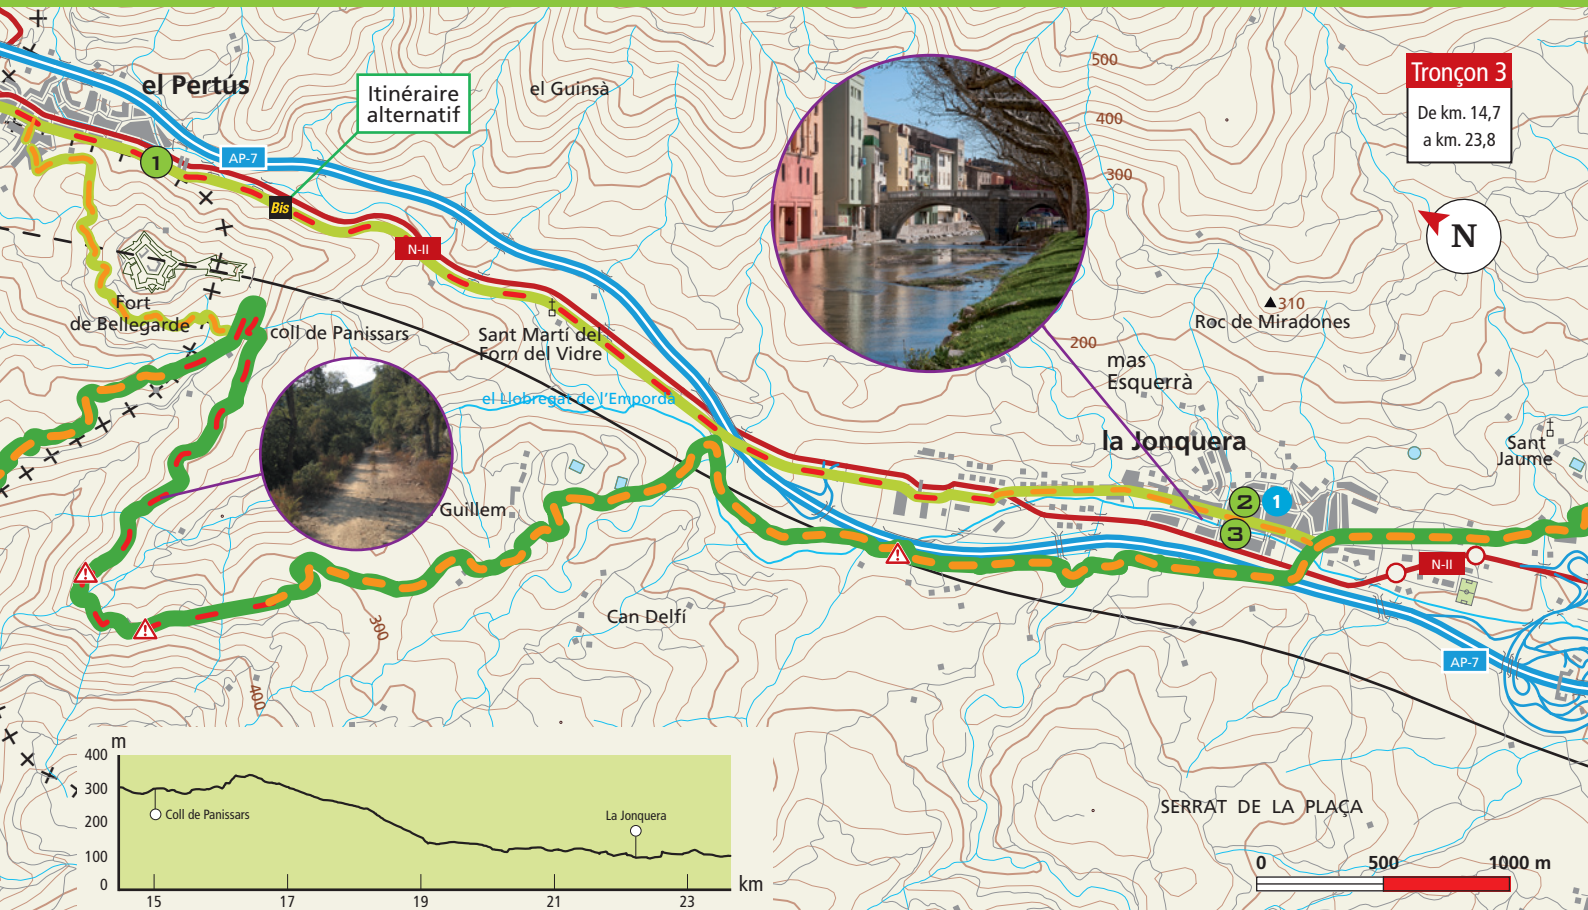 el Pertús
1
Itinéraire
alternatif
el Guinsà
AP-7
Bis
N-II
Fort
de Bellegarde
coll de Panissars
Sant Martí del
Forn del Vidre
el Llobregat de l'Empordà
Guillem
Can Delfí
300
400
500
400
300
200
Tronçon 3
De km. 14,7
a km. 23,8
N
310
Roc de Miradones
mas
Esquerrà
la Jonquera
Sant
Jaume
2
1
3
N-II
AP-7
SERRAT DE LA PLAÇA
0 500 1000 m
m
400
300
200
100
0
Coll de Panissars
La Jonquera
15 17 19 21 23
km